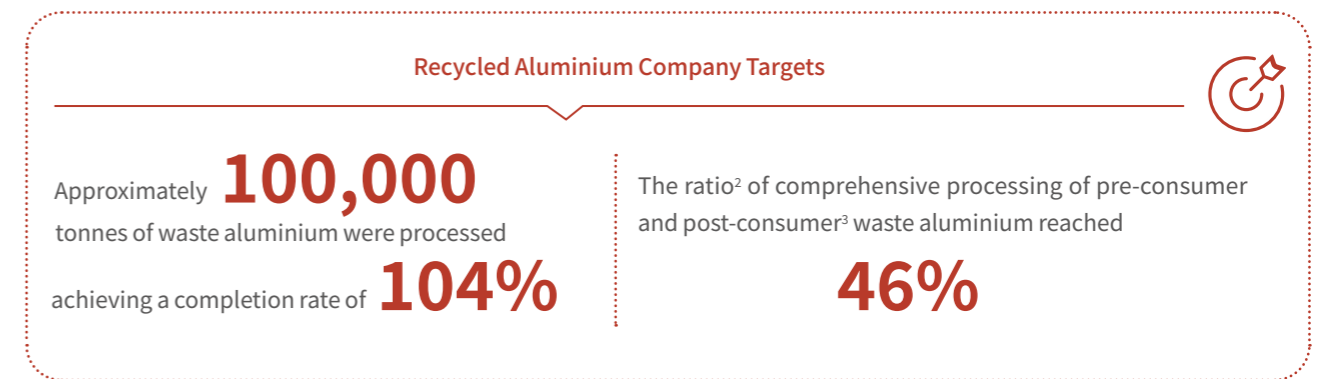 Recycled Aluminium Company Targets
Approximately 100,000
tonnes of waste aluminium were processed
achieving a completion rate of 104%
The ratio² of comprehensive processing of pre-consumer
and post-consumer³ waste aluminium reached
46%